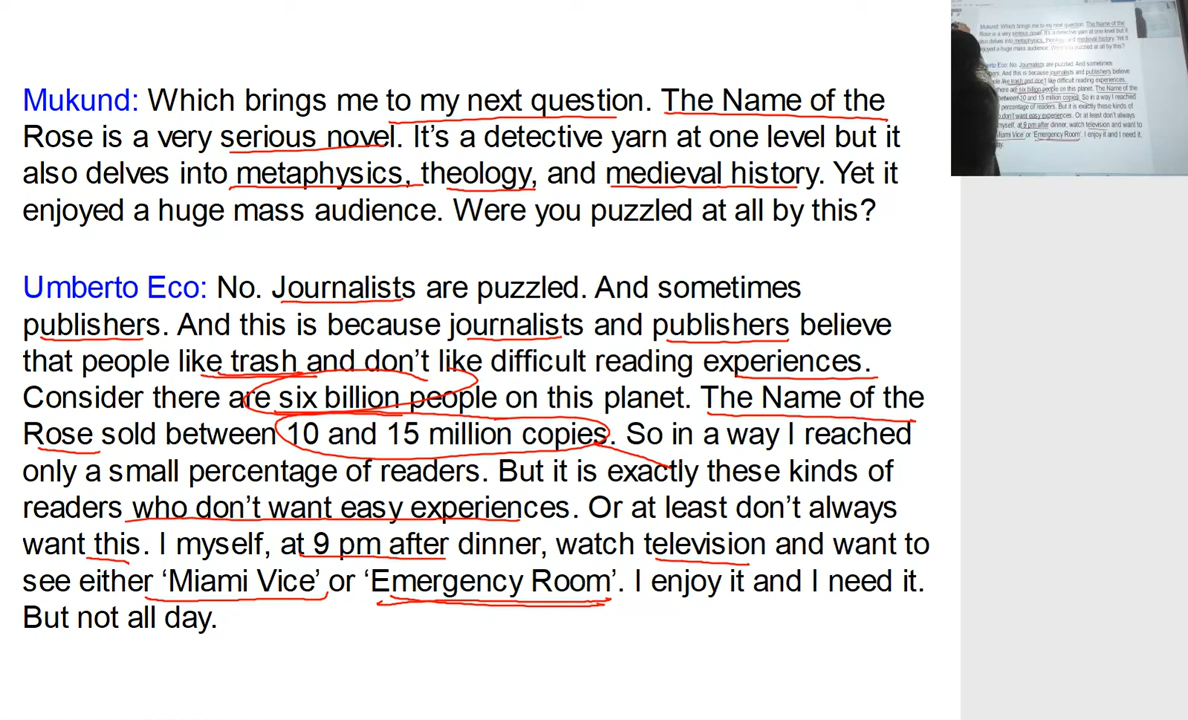 Mukund: Which brings me to my next question. The Name of the
Rose is a very serious novel. It’s a detective yarn at one level but it
also delves into metaphysics, theology, and medieval history. Yet it
enjoyed a huge mass audience. Were you puzzled at all by this?
Umberto Eco: No. Journalists are puzzled. And sometimes
publishers. And this is because journalists and publishers believe
that people like trash and don’t like difficult reading experiences.
Consider there are six billion people on this planet. The Name of the
Rose sold between 10 and 15 million copies. So in a way I reached
only a small percentage of readers. But it is exactly these kinds of
readers who don’t want easy experiences. Or at least don’t always
want this. I myself, at 9 pm after dinner, watch television and want to
see either ‘Miami Vice’ or ‘Emergency Room’. I enjoy it and I need it.
But not all day.